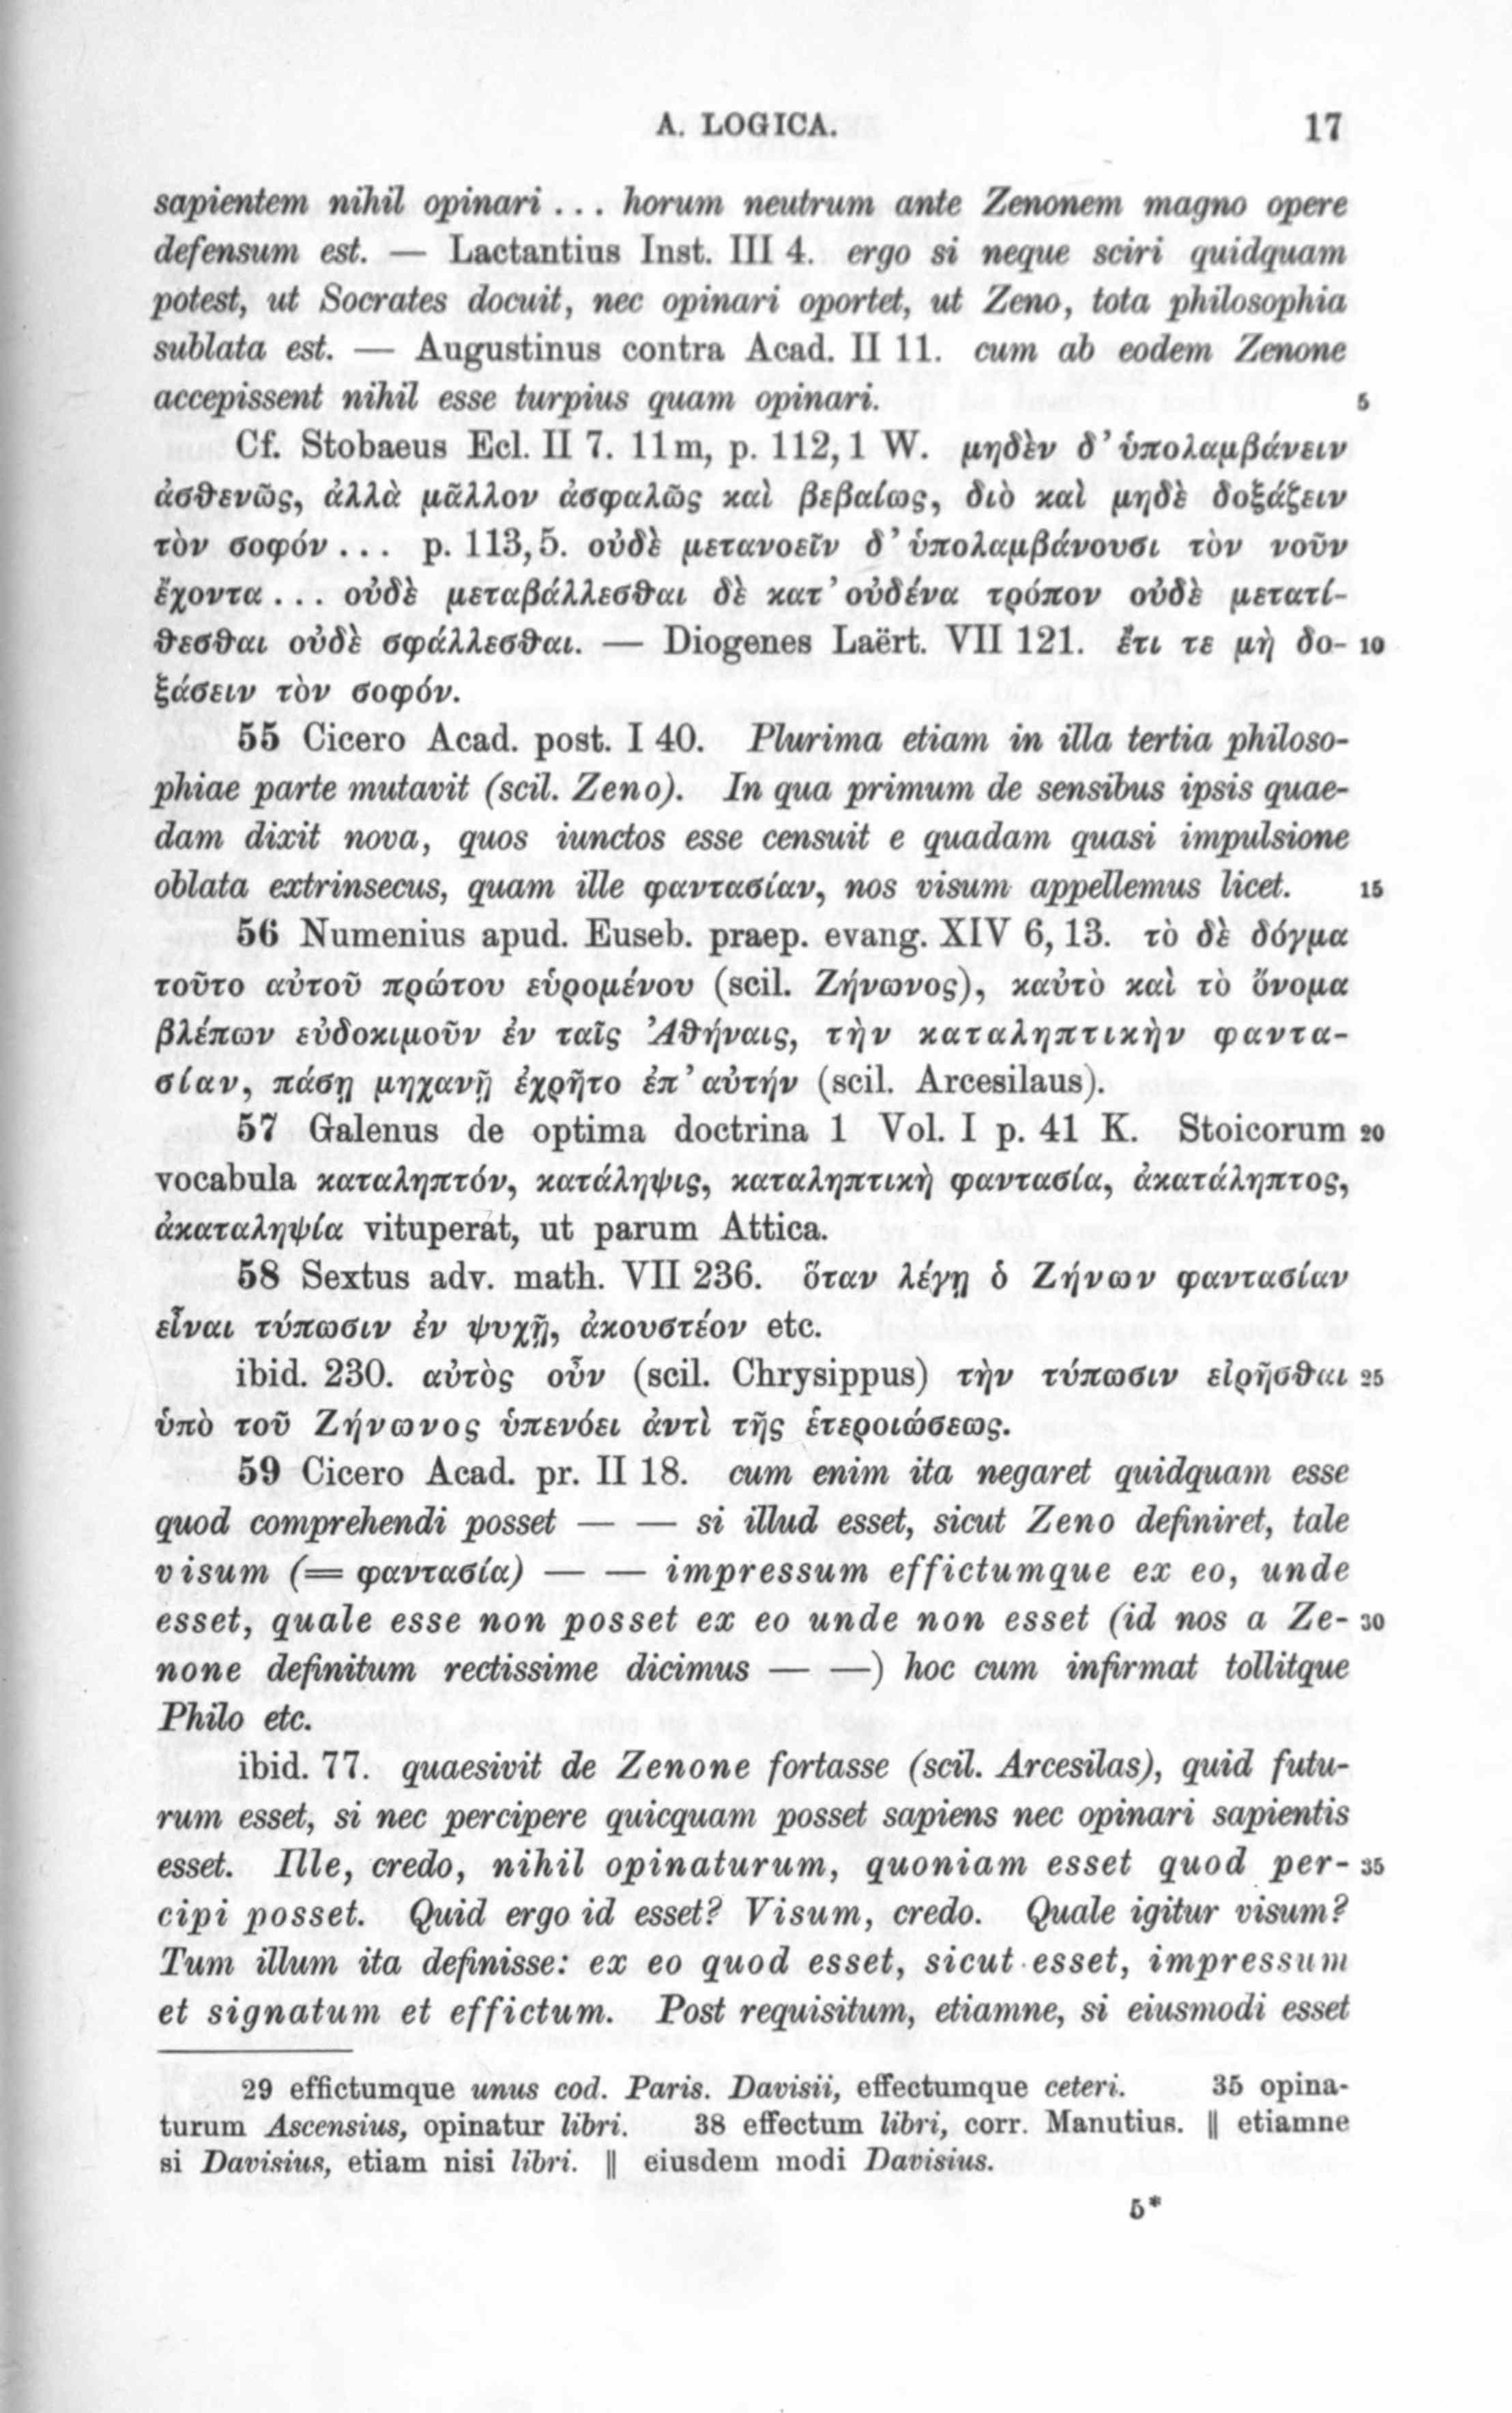 A. LOGICA. 17
sapientem nihil opinari . . . horum neutrum ante Zenonem magno opere
defensum est. — Lactantius Inst. III 4. ergo si neque sciri quidquam
potest, ut Socrates docuit, nec opinari oportet, ut Zeno, tota philosophia
sublata est. — Augustinus contra Acad. II 11. cum ab eodem Zenone
accepissent nihil esse turpius quam opinari. 5
Cf. Stobaeus Ecl. II 7. 11m, p. 112,1 W. μηδὲν δ’ ὑπολαμβάνειν
ἀσθενῶς, ἀλλὰ μᾶλλον ἀσφαλῶς καὶ βεβαίως, διὸ καὶ μηδὲ δοξάζειν
τὸν σοφόν . . . p. 113,5. οὐδὲ μετανοεῖν δ’ ὑπολαμβάνουσι τὸν νοῦν
ἔχοντα . . . οὐδὲ μεταβάλλεσθαι δὲ κατ’ οὐδένα τρόπον οὐδὲ μετατί-
θεσθαι οὐδὲ σφάλλεσθαι. — Diogenes Laërt. VII 121. ἔτι τε μὴ δο- 10
ξάσειν τὸν σοφόν.
55 Cicero Acad. post. I 40. Plurima etiam in illa tertia philoso-
phiae parte mutavit (scil. Zeno). In qua primum de sensibus ipsis quae-
dam dixit nova, quos iunctos esse censuit e quadam quasi impulsione
oblata extrinsecus, quam ille φαντασίαν, nos visum appellemus licet. 15
56 Numenius apud. Euseb. praep. evang. XIV 6, 13. τὸ δὲ δόγμα
τοῦτο αὐτοῦ πρώτου εὑρομένου (scil. Ζήνωνος), καὐτὸ καὶ τὸ ὄνομα
βλέπων εὐδοκιμοῦν ἐν ταῖς Ἀθήναις, τὴν καταληπτικὴν φαντα-
σίαν, πάσῃ μηχανῇ ἐχρῆτο ἐπ’ αὐτήν (scil. Arcesilaus).
57 Galenus de optima doctrina 1 Vol. I p. 41 K. Stoicorum 20
vocabula καταληπτόν, κατάληψις, καταληπτικὴ φαντασία, ἀκατάληπτος,
ἀκαταληψία vituperat, ut parum Attica.
58 Sextus adv. math. VII 236. ὅταν λέγῃ ὁ Ζήνων φαντασίαν
εἶναι τύπωσιν ἐν ψυχῇ, ἀκουστέον etc.
ibid. 230. αὐτὸς οὖν (scil. Chrysippus) τὴν τύπωσιν εἰρῆσθαι 25
ὑπὸ τοῦ Ζήνωνος ὑπενόει ἀντὶ τῆς ἑτεροιώσεως.
59 Cicero Acad. pr. II 18. cum enim ita negaret quidquam esse
quod comprehendi posset — — si illud esset, sicut Zeno definiret, tale
visum (= φαντασία) — — impressum effictumque ex eo, unde
esset, quale esse non posset ex eo unde non esset (id nos a Ze- 30
none definitum rectissime dicimus — —) hoc cum infirmat tollitque
Philo etc.
ibid. 77. quaesivit de Zenone fortasse (scil. Arcesilas), quid futu-
rum esset, si nec percipere quicquam posset sapiens nec opinari sapientis
esset. Ille, credo, nihil opinaturum, quoniam esset quod per- 35
cipi posset. Quid ergo id esset? Visum, credo. Quale igitur visum?
Tum illum ita definisse: ex eo quod esset, sicut esset, impressum
et signatum et effictum. Post requisitum, etiamne, si eiusmodi esset
29 effictumque unus cod. Paris. Davisii, effectumque ceteri. 35 opina-
turum Ascensius, opinatur libri. 38 effectum libri, corr. Manutius. || etiamne
si Davisius, etiam nisi libri. || eiusdem modi Davisius.
5*